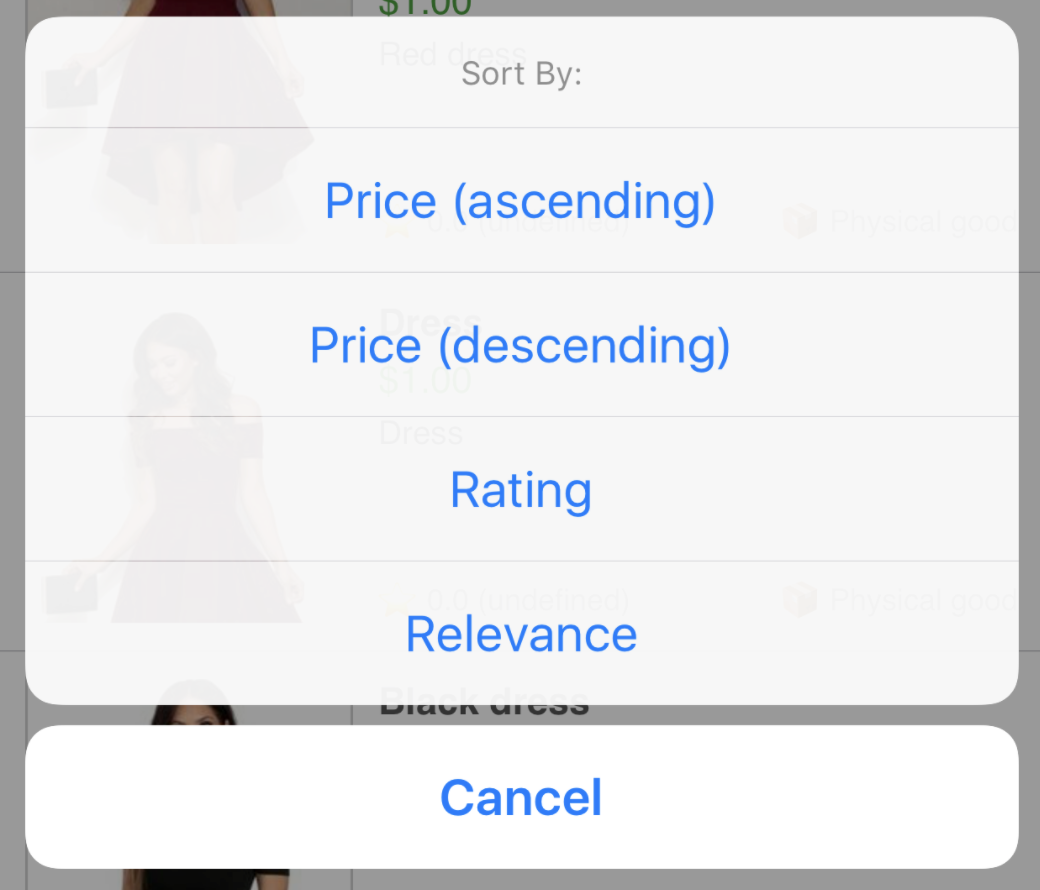 $1.00
Red dress
Sort By:
Price (ascending)
0.0 (undefined)
Physical good
Dress
Price (descending)
$1.00
Dress
Rating
0.0 (undefined)
Physical good
Relevance
Black dress
Cancel